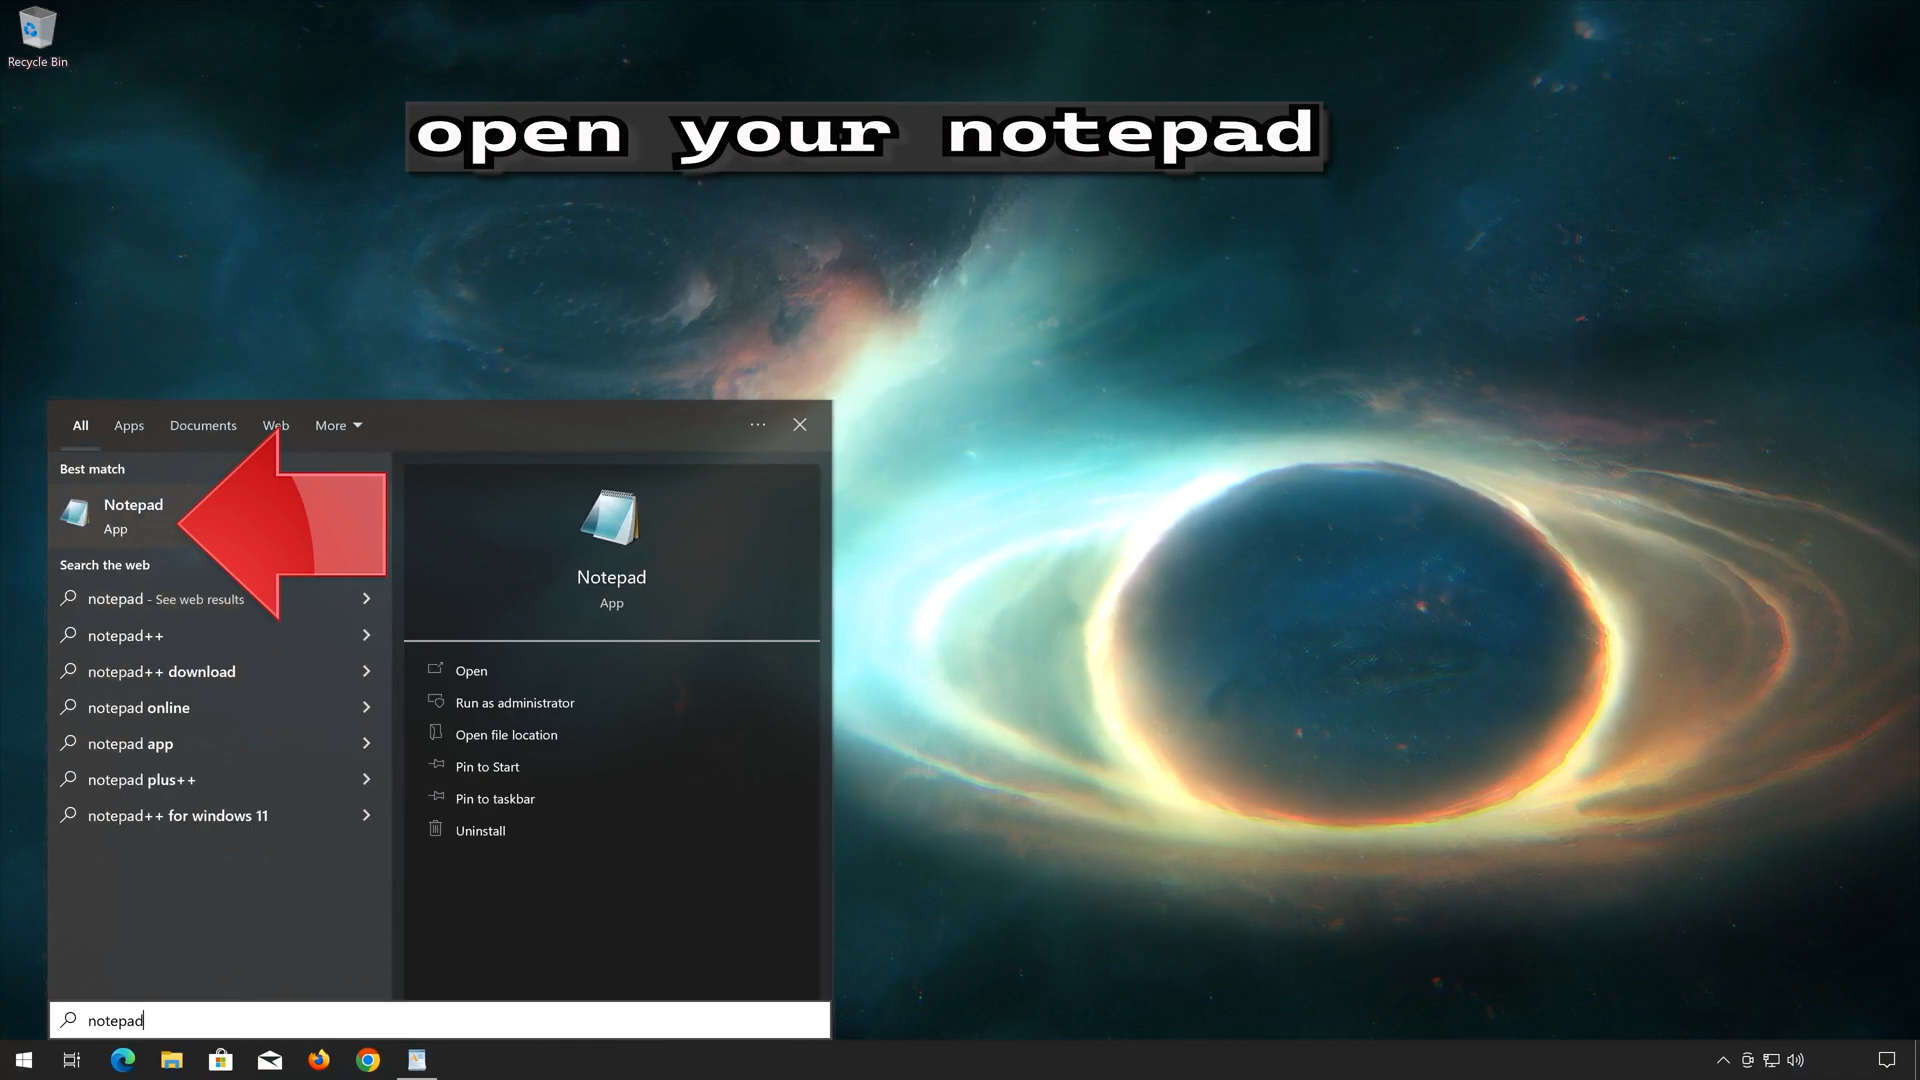 Recycle Bin
open your notepad
All Apps Documents Web More
Best match
Notepad
App
Search the web
notepad - See web results
notepad++
notepad++ download
notepad online
notepad app
notepad plus++
notepad++ for windows 11
Notepad
App
Open
Run as administrator
Open file location
Pin to Start
Pin to taskbar
Uninstall
notepad